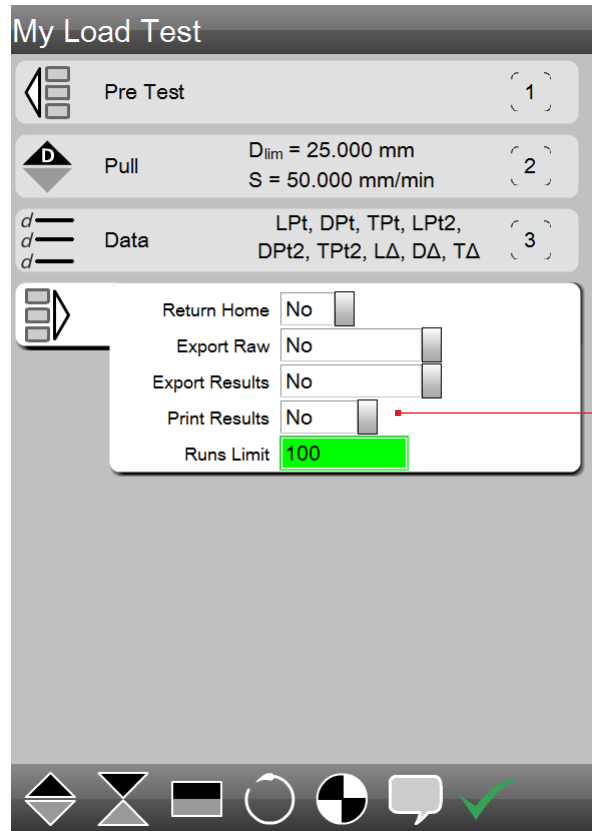 My Load Test
Pre Test
1
D
Pull
Dlim = 25.000 mm
S = 50.000 mm/min
2
d
d
d
Data
LPt, DPt, TPt, LPt2,
DPt2, TPt2, LΔ, DΔ, TΔ
3
Return Home No
Export Raw No
Export Results No
Print Results No
Runs Limit 100